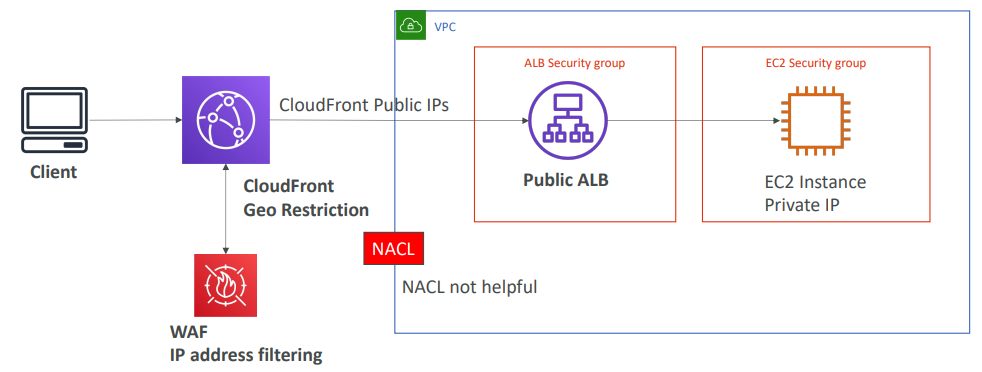 VPC
ALB Security group
EC2 Security group
CloudFront Public IPs
Client
Public ALB
CloudFront
Geo Restriction
EC2 Instance
Private IP
NACL
NACL not helpful
WAF
IP address filtering